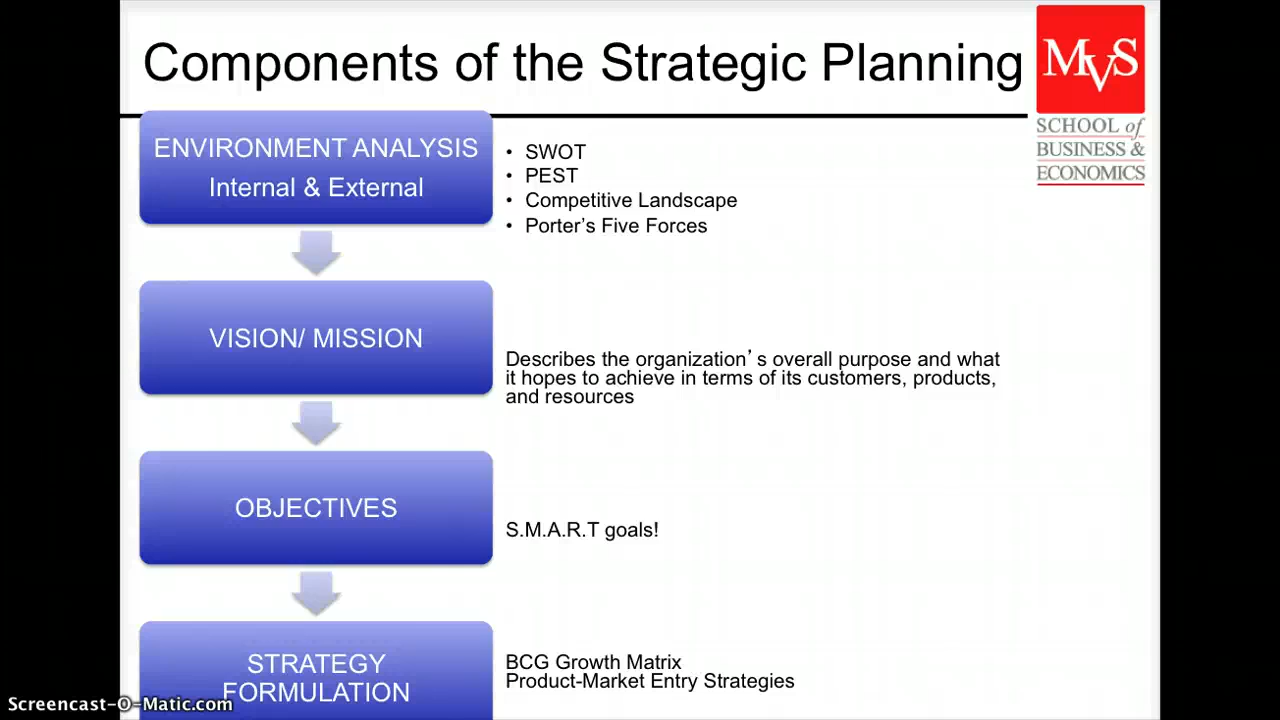 Components of the Strategic Planning
MVS
SCHOOL of
BUSINESS &
ECONOMICS
ENVIRONMENT ANALYSIS
Internal & External
• SWOT
• PEST
• Competitive Landscape
• Porter's Five Forces
VISION/ MISSION
Describes the organization's overall purpose and what
it hopes to achieve in terms of its customers, products,
and resources
OBJECTIVES
S.M.A.R.T goals!
STRATEGY
FORMULATION
BCG Growth Matrix
Product-Market Entry Strategies
Screencast-O-Matic.com